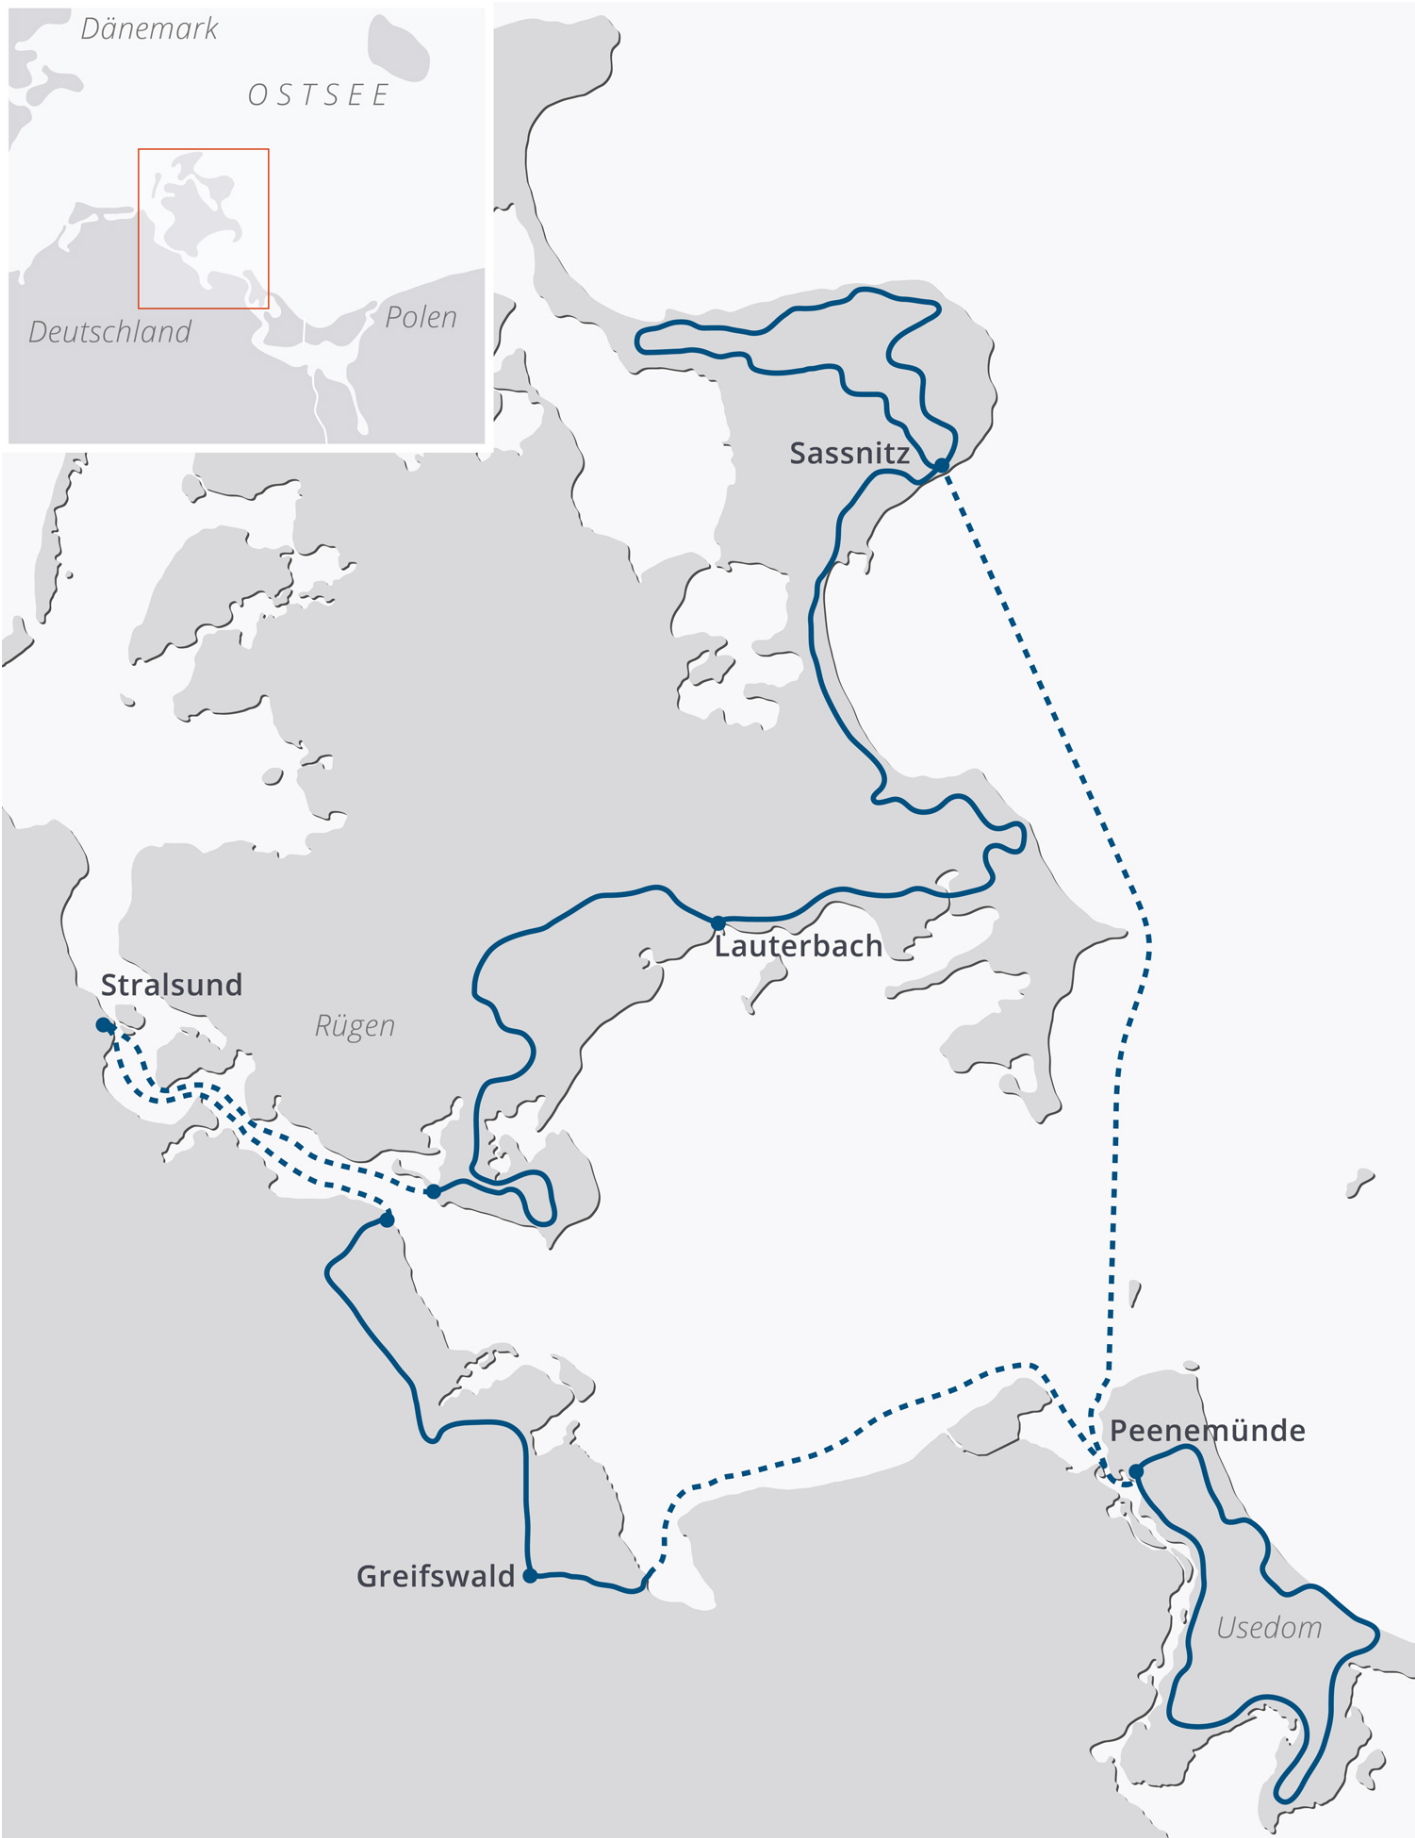 Dänemark
OSTSEE
Deutschland
Polen
Sassnitz
Lauterbach
Stralsund
Rügen
Peenemünde
Greifswald
Usedom